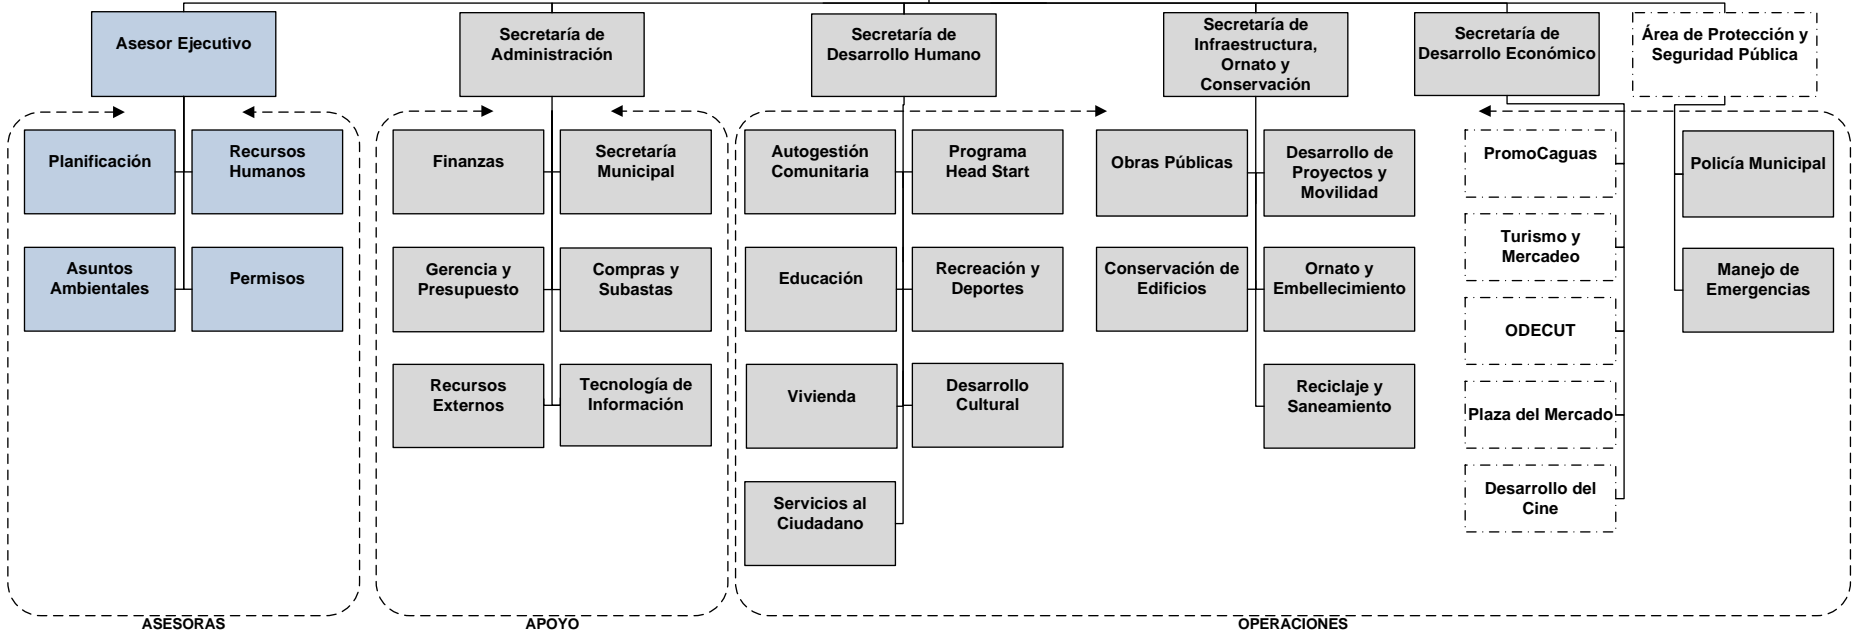 Asesor Ejecutivo
Secretaría de
Administración
Secretaría de
Desarrollo Humano
Secretaría de
Infraestructura,
Ornato y
Conservación
Secretaría de
Desarrollo Económico
Área de Protección y
Seguridad Pública
Planificación
Recursos
Humanos
Asuntos
Ambientales
Permisos
Finanzas
Secretaría
Municipal
Gerencia y
Presupuesto
Compras y
Subastas
Recursos
Externos
Tecnología de
Información
Autogestión
Comunitaria
Programa
Head Start
Educación
Recreación y
Deportes
Vivienda
Desarrollo
Cultural
Servicios al
Ciudadano
Obras Públicas
Desarrollo de
Proyectos y
Movilidad
Conservación de
Edificios
Ornato y
Embellecimiento
Reciclaje y
Saneamiento
PromoCaguas
Turismo y
Mercadeo
ODECUT
Plaza del Mercado
Desarrollo del
Cine
Policía Municipal
Manejo de
Emergencias
ASESORAS
APOYO
OPERACIONES